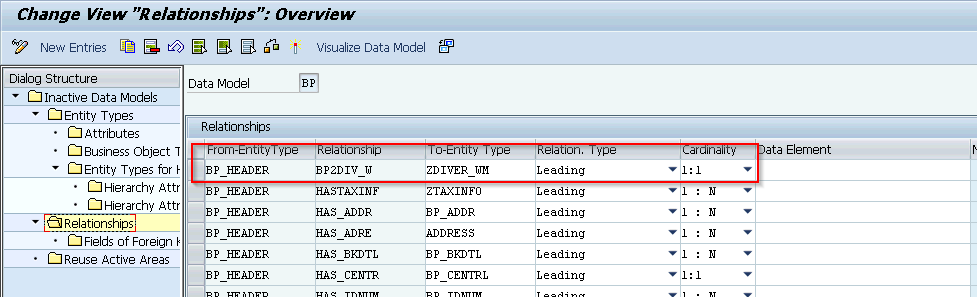 Change View "Relationships": Overview
New Entries Visualize Data Model
Dialog Structure
Inactive Data Models
Entity Types
Attributes
Business Object T
Entity Types for H
Hierarchy Attr
Hierarchy Attr
Relationships
Fields of Foreign K
Reuse Active Areas
Data Model BP
Relationships
From-EntityType Relationship To-Entity Type Relation. Type Cardinality Data Element
BP_HEADER BP2DIV_W ZDIVER_WM Leading 1:1
BP_HEADER HASTAXINF ZTAXINFO Leading 1 : N
BP_HEADER HAS_ADDR BP_ADDR Leading 1 : N
BP_HEADER HAS_ADRE ADDRESS Leading 1 : N
BP_HEADER HAS_BKDTL BP_BKDTL Leading 1 : N
BP_HEADER HAS_CENTR BP_CENTRL Leading 1:1
BP_HEADER HAS_IDNUM BP_IDNUM Leading 1 : N